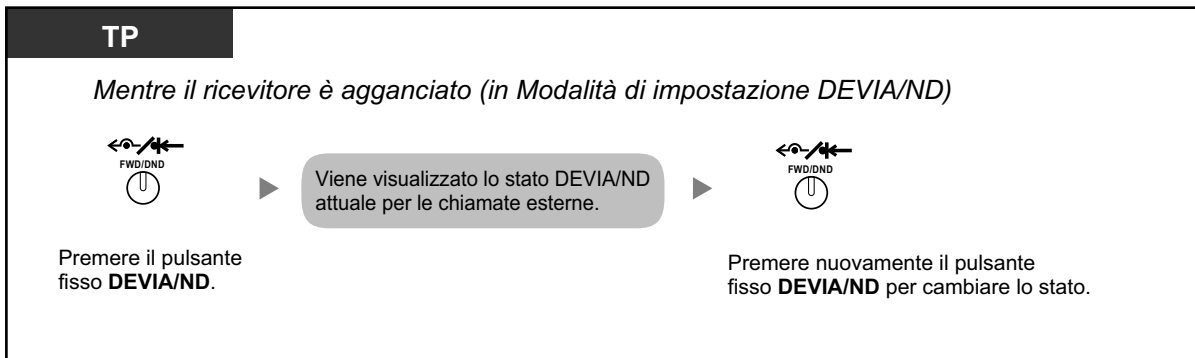 TP
Mentre il ricevitore è agganciato (in Modalità di impostazione DEVIA/ND)
FWD/DND
Premere il pulsante
fisso DEVIA/ND.
Viene visualizzato lo stato DEVIA/ND
attuale per le chiamate esterne.
FWD/DND
Premere nuovamente il pulsante
fisso DEVIA/ND per cambiare lo stato.